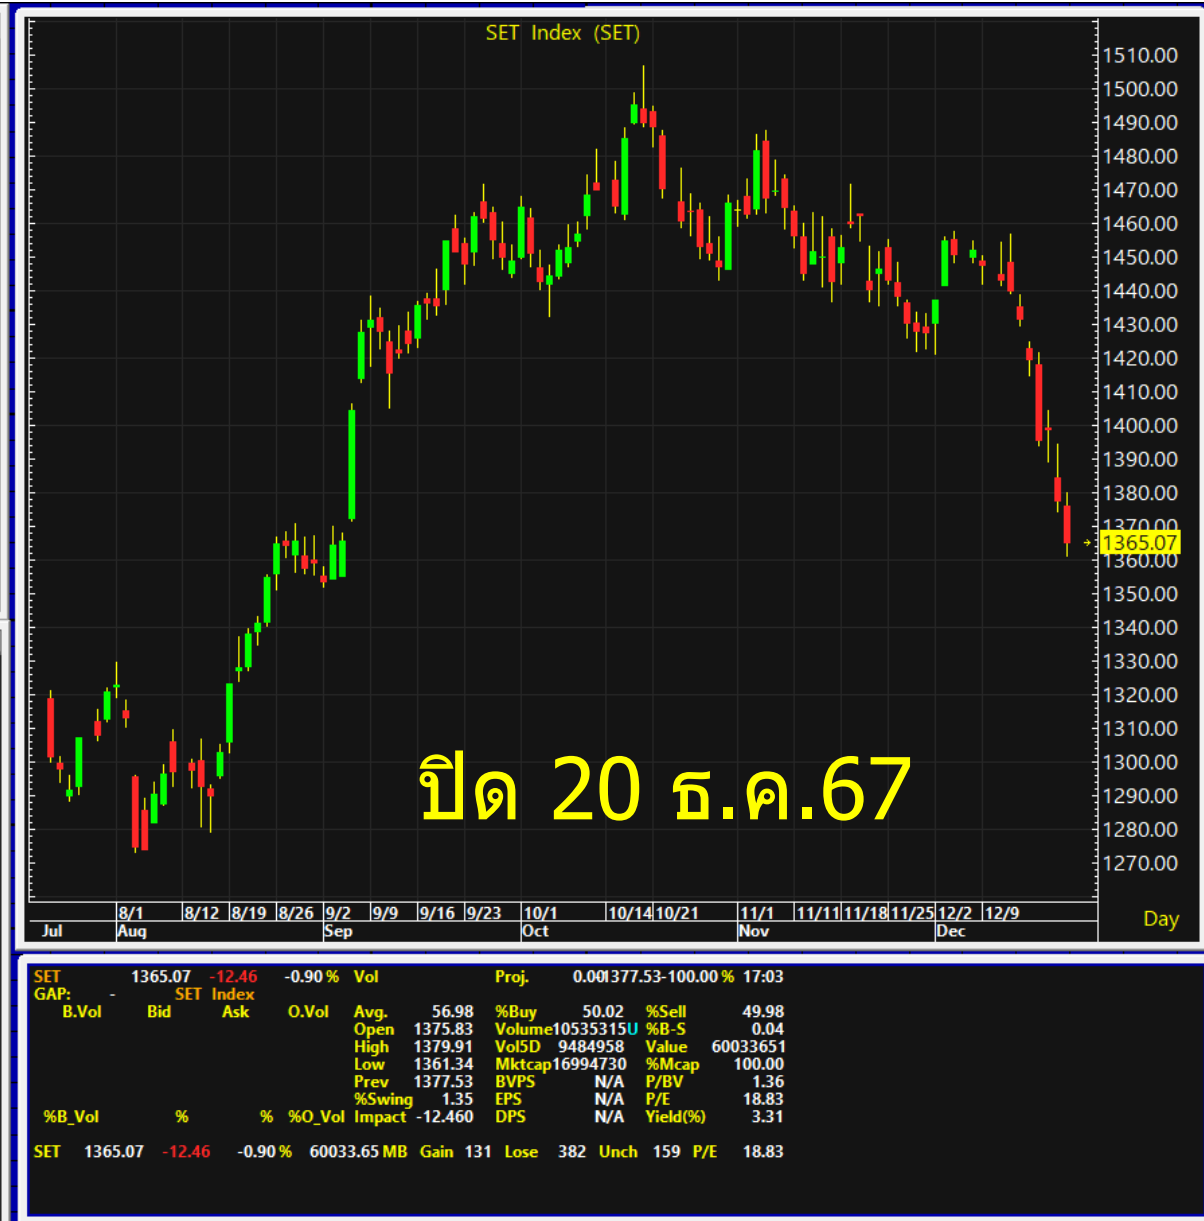 SET Index (SET)
1510.00
1500.00
1490.00
1480.00
1470.00
1460.00
1450.00
1440.00
1430.00
1420.00
1410.00
1400.00
1390.00
1380.00
1370.00
1365.07
1360.00
1350.00
1340.00
1330.00
1320.00
1310.00
1300.00
1290.00
1280.00
1270.00
ปิด 20 ธ.ค.67
8/1 8/12 8/19 8/26 9/2 9/9 9/16 9/23 10/1 10/14 10/21 11/1 11/11 11/18 11/25 12/2 12/9
Jul Aug Sep Oct Nov Dec Day
SET 1365.07 -12.46 -0.90 % Vol Proj. 0.00 1377.53 -100.00 % 17:03
GAP: - SET Index
B.Vol Bid Ask O.Vol Avg. 56.98 %Buy 50.02 %Sell 49.98
Open 1375.83 Volume 10535315U %B-S 0.04
High 1379.91 Vol5D 9484958 Value 60033651
Low 1361.34 Mktcap 16994730 %Mcap 100.00
Prev 1377.53 BVPS N/A P/BV 1.36
%Swing 1.35 EPS N/A P/E 18.83
%B_Vol % % %O_Vol Impact -12.460 DPS N/A Yield(%) 3.31
SET 1365.07 -12.46 -0.90 % 60033.65 MB Gain 131 Lose 382 Unch 159 P/E 18.83